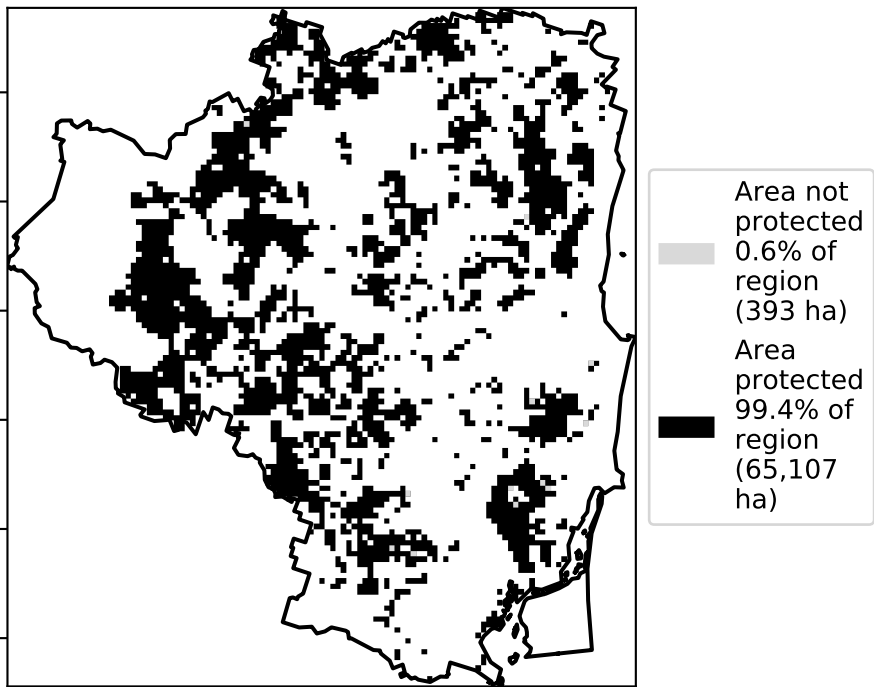 Area not
protected
0.6% of
region
(393 ha)
Area
protected
99.4% of
region
(65,107
ha)